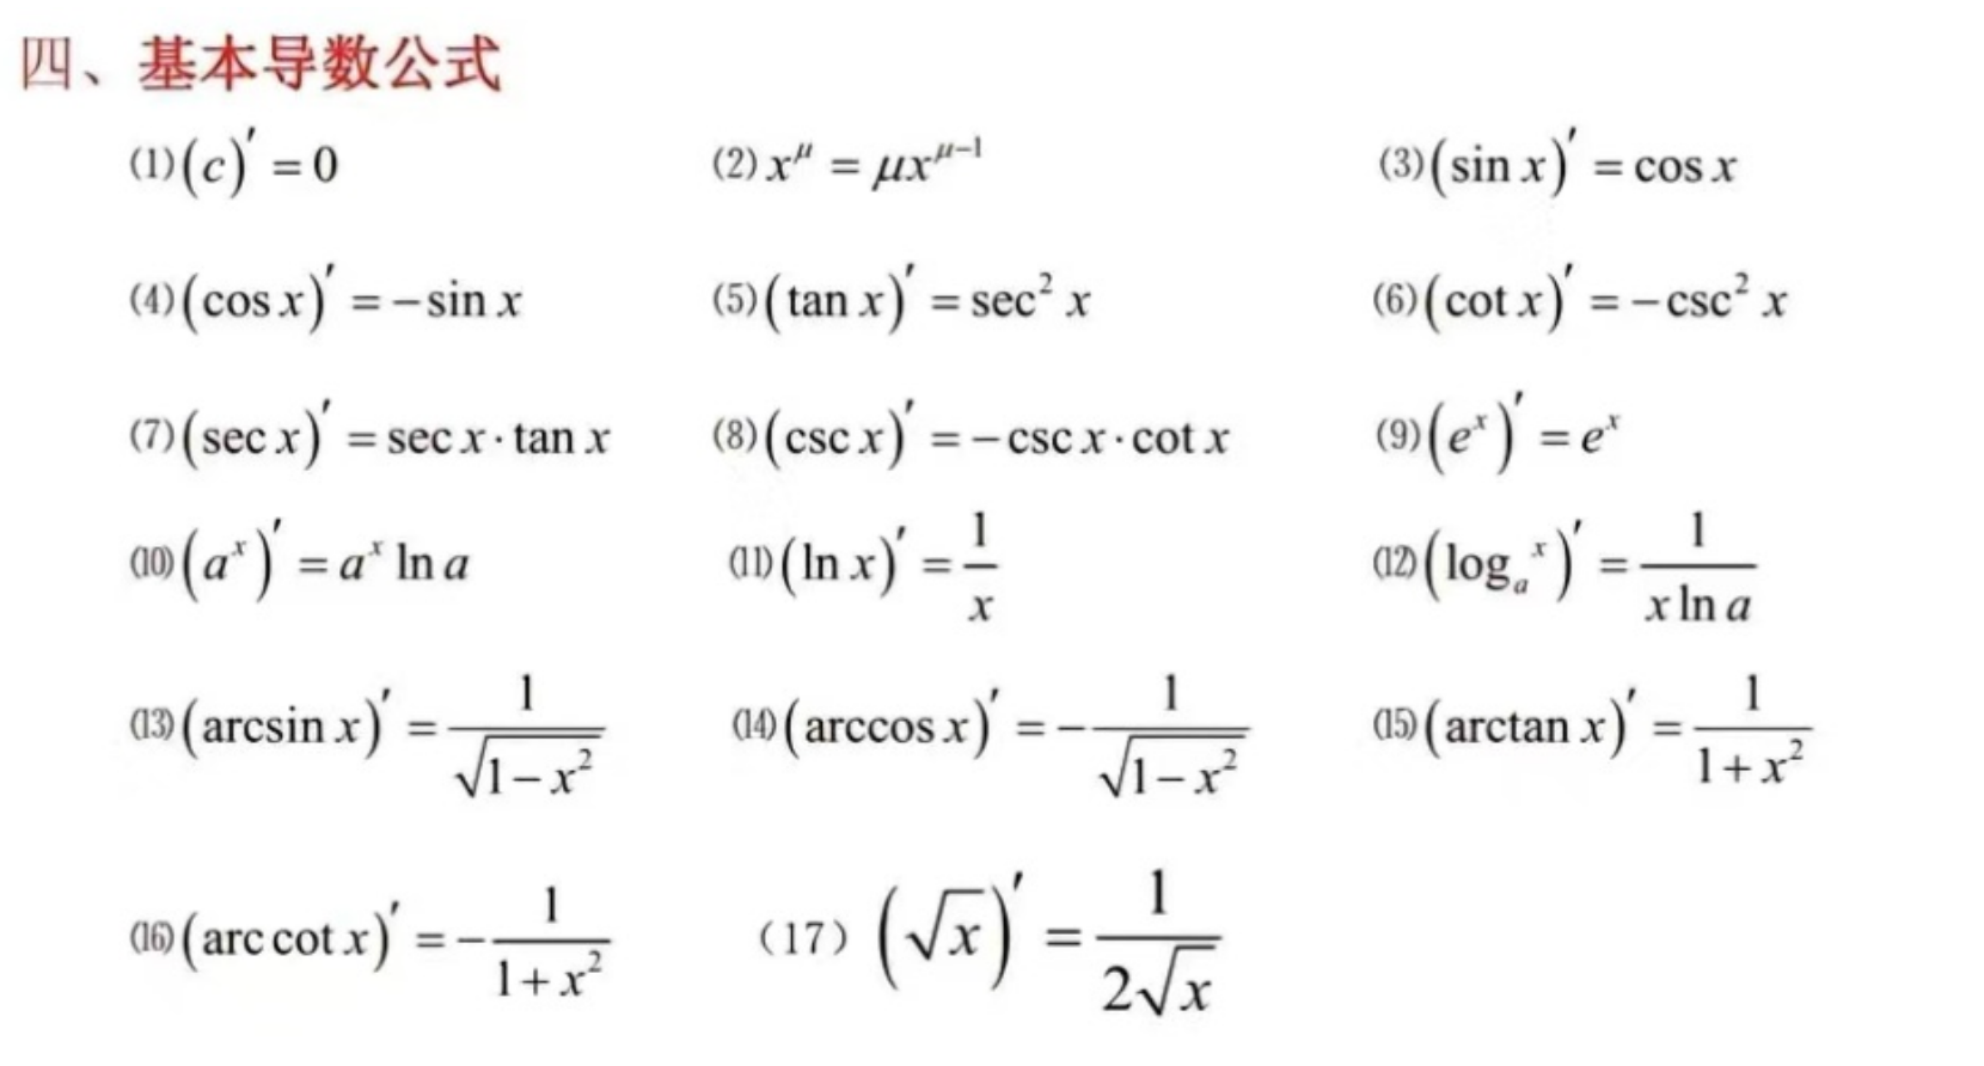 四、基本导数公式
(1) (c)′ = 0 (2) x^μ = μx^{μ−1} (3) (sin x)′ = cos x
(4) (cos x)′ = −sin x (5) (tan x)′ = sec² x (6) (cot x)′ = −csc² x
(7) (sec x)′ = sec x · tan x (8) (csc x)′ = −csc x · cot x (9) (e^x)′ = e^x
(10) (a^x)′ = a^x ln a (11) (ln x)′ = 1/x (12) (log_a^x)′ = 1/(x ln a)
(13) (arcsin x)′ = 1/√(1−x²) (14) (arccos x)′ = −1/√(1−x²) (15) (arctan x)′ = 1/(1+x²)
(16) (arc cot x)′ = −1/(1+x²) （17） (√x)′ = 1/(2√x)